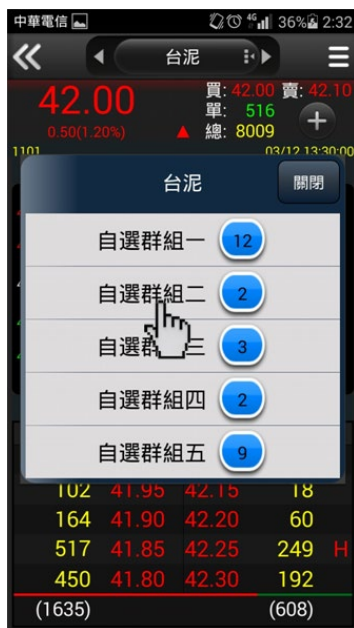 中華電信 4G 36% 2:32
台泥
42.00 買: 42.00 賣: 42.10
單: 516
0.50(1.20%) ▲ 總: 8009
1101 03/12 13:30:00
台泥 關閉
自選群組一 12
自選群組二 2
自選群組三 3
自選群組四 2
自選群組五 9
102 41.95 42.15 18
164 41.90 42.20 60
517 41.85 42.25 249 H
450 41.80 42.30 192
(1635) (608)